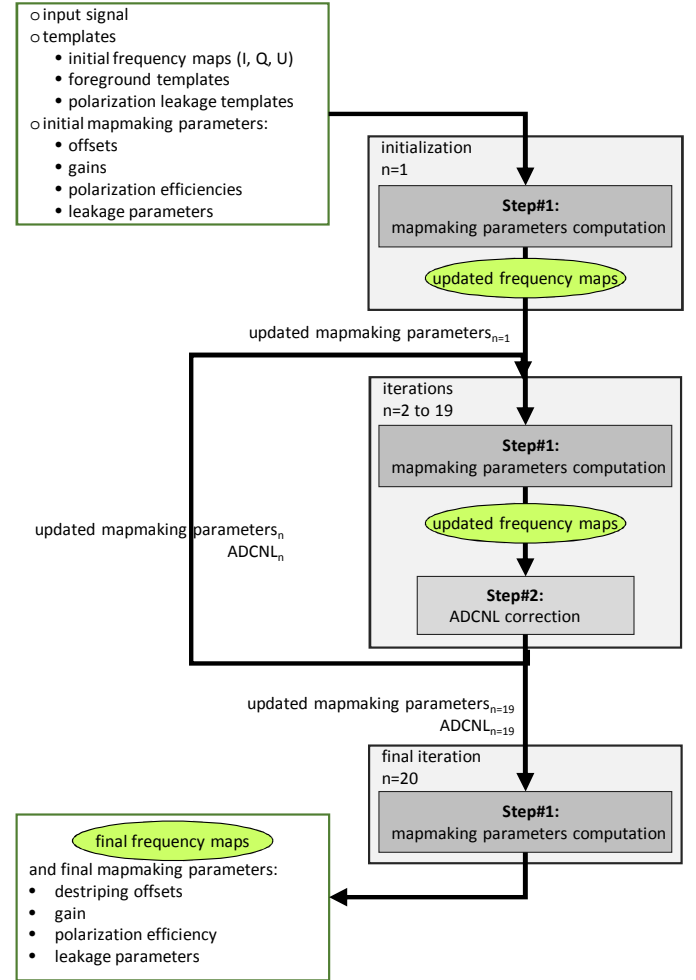 o input signal
o templates
• initial frequency maps (I, Q, U)
• foreground templates
• polarization leakage templates
o initial mapmaking parameters:
• offsets
• gains
• polarization efficiencies
• leakage parameters
initialization
n=1
Step#1:
mapmaking parameters computation
updated frequency maps
updated mapmaking parameters n=1
iterations
n=2 to 19
Step#1:
mapmaking parameters computation
updated frequency maps
updated mapmaking parameters n
ADCNL n
Step#2:
ADCNL correction
updated mapmaking parameters n=19
ADCNL n=19
final iteration
n=20
Step#1:
mapmaking parameters computation
final frequency maps
and final mapmaking parameters:
• destriping offsets
• gain
• polarization efficiency
• leakage parameters